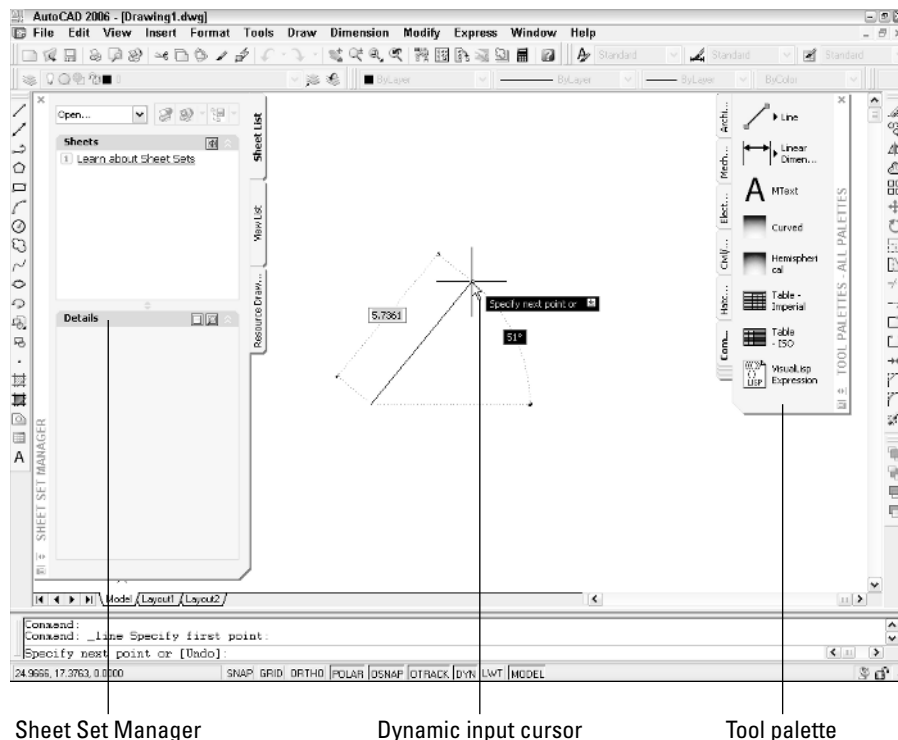 AutoCAD 2006 - [Drawing1.dwg]
File Edit View Insert Format Tools Draw Dimension Modify Express Window Help
Standard Standard Standard
ByLayer ByLayer ByLayer ByColor
Open...
Sheets
1 Learn about Sheet Sets
Details
SHEET SET MANAGER
Sheet List
View List
Resource Draw...
5.7361
Specify next point or
51°
Archi...
Mech...
Elect...
Civil/...
Hatc...
Com...
Line
Linear
Dimen...
A MText
Curved
Hemispheri
cal
Table -
Imperial
Table
- ISO
LISP
VisualLisp
Expression
TOOL PALETTES - ALL PALETTES
A
Model Layout1 Layout2
Command:
Command: _line Specify first point:
Specify next point or [Undo]:
24.9666, 17.3763, 0.0000 SNAP GRID ORTHO POLAR OSNAP OTRACK DYN LWT MODEL
Sheet Set Manager Dynamic input cursor Tool palette